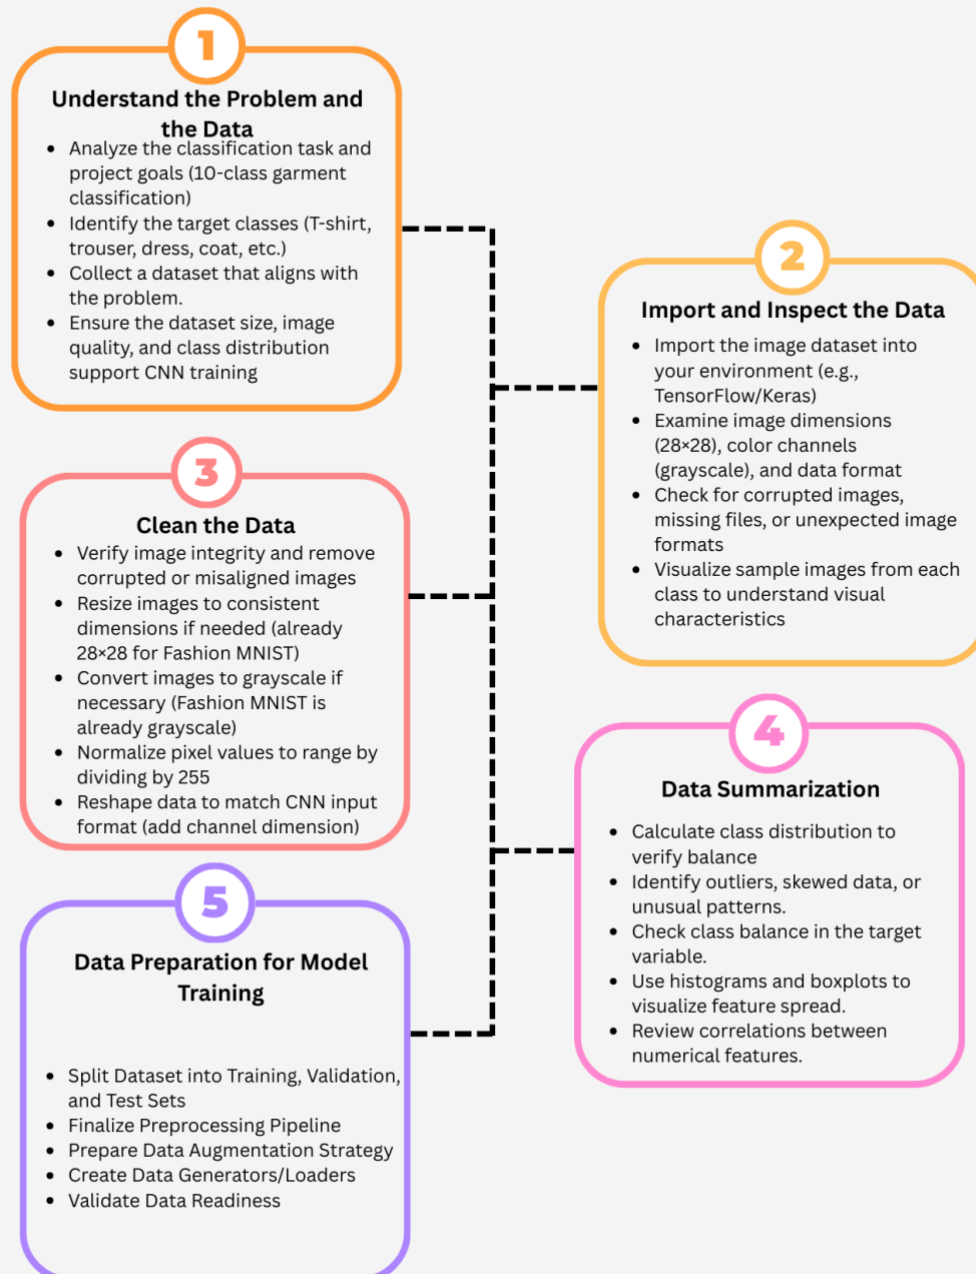 1
Understand the Problem and
the Data
• Analyze the classification task and
project goals (10-class garment
classification)
• Identify the target classes (T-shirt,
trouser, dress, coat, etc.)
• Collect a dataset that aligns with
the problem.
• Ensure the dataset size, image
quality, and class distribution
support CNN training
2
Import and Inspect the Data
• Import the image dataset into
your environment (e.g.,
TensorFlow/Keras)
• Examine image dimensions
(28×28), color channels
(grayscale), and data format
• Check for corrupted images,
missing files, or unexpected image
formats
• Visualize sample images from each
class to understand visual
characteristics
3
Clean the Data
• Verify image integrity and remove
corrupted or misaligned images
• Resize images to consistent
dimensions if needed (already
28×28 for Fashion MNIST)
• Convert images to grayscale if
necessary (Fashion MNIST is
already grayscale)
• Normalize pixel values to range by
dividing by 255
• Reshape data to match CNN input
format (add channel dimension)
4
Data Summarization
• Calculate class distribution to
verify balance
• Identify outliers, skewed data, or
unusual patterns.
• Check class balance in the target
variable.
• Use histograms and boxplots to
visualize feature spread.
• Review correlations between
numerical features.
5
Data Preparation for Model
Training
• Split Dataset into Training, Validation,
and Test Sets
• Finalize Preprocessing Pipeline
• Prepare Data Augmentation Strategy
• Create Data Generators/Loaders
• Validate Data Readiness